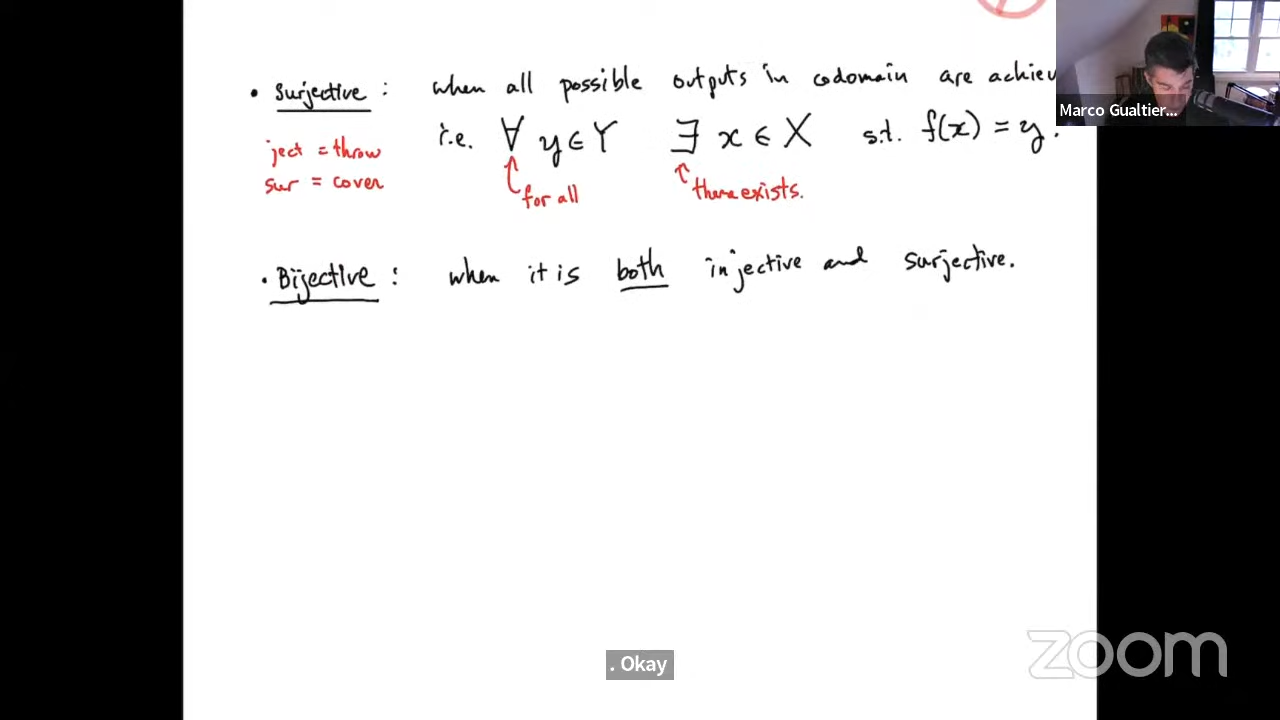 • Surjective : when all possible outputs in codomain are achiev
Marco Gualtier...
i.e. ∀ y ∈ Y ∃ x ∈ X s.t. f(x) = y.
ject = throw
sur = cover
for all
there exists.
• Bijective : when it is both injective and surjective.
. Okay
zoom